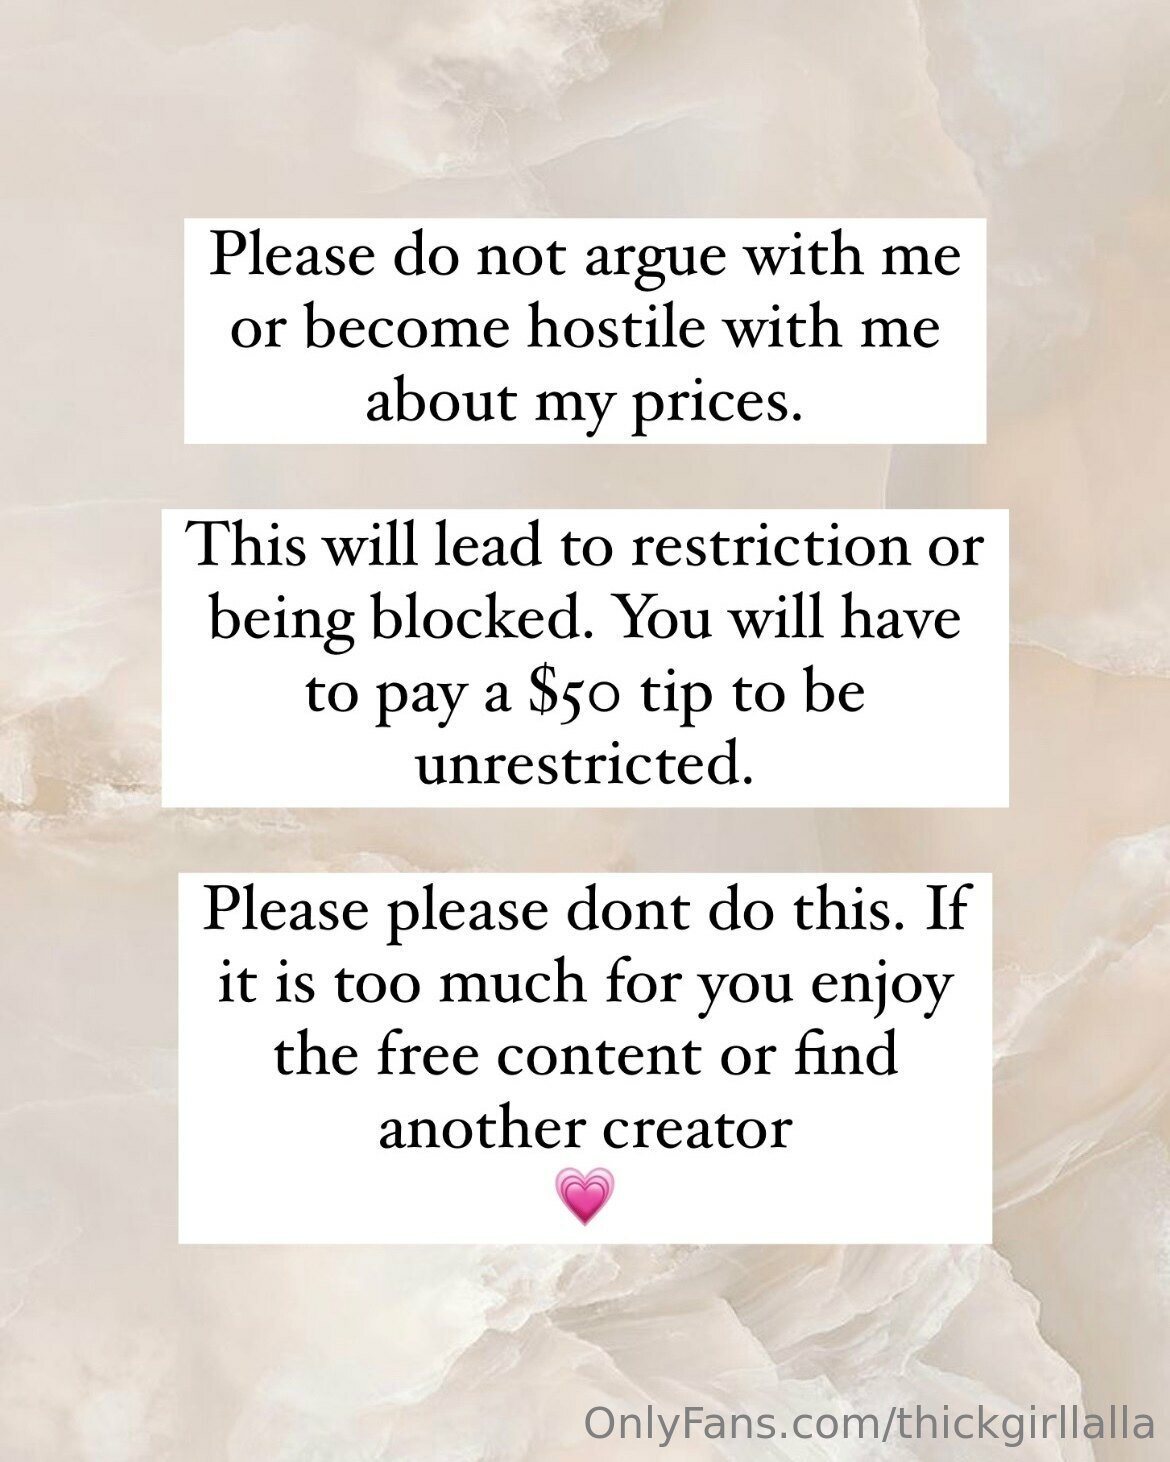 Please do not argue with me
or become hostile with me
about my prices.
This will lead to restriction or
being blocked. You will have
to pay a $50 tip to be
unrestricted.
Please please dont do this. If
it is too much for you enjoy
the free content or find
another creator
💗
OnlyFans.com/thickgirllalla